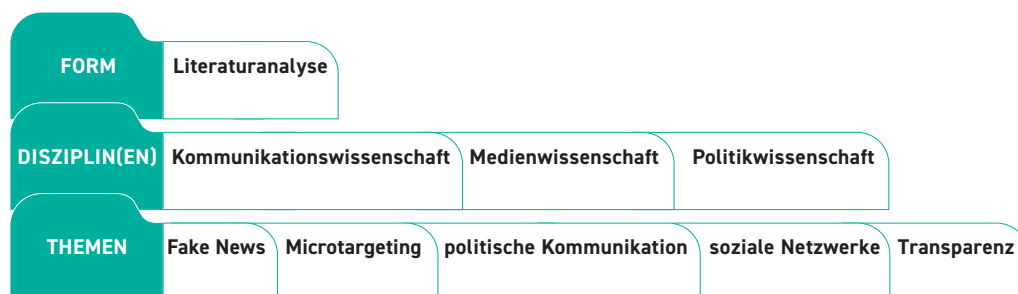 FORM Literaturanalyse
DISZIPLIN(EN) Kommunikationswissenschaft Medienwissenschaft Politikwissenschaft
THEMEN Fake News Microtargeting politische Kommunikation soziale Netzwerke Transparenz